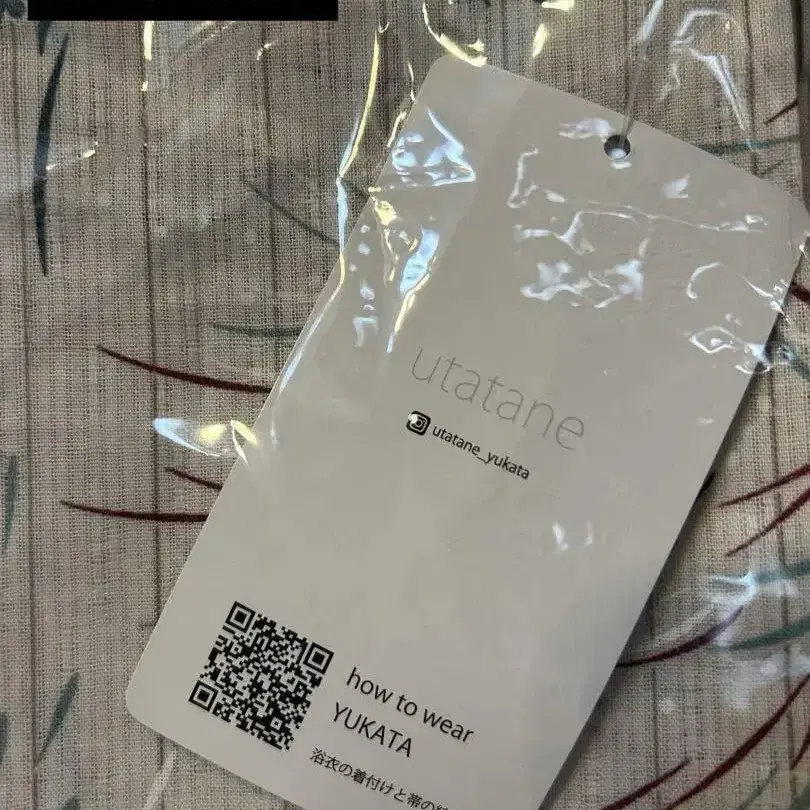 utatane
utatane_yukata
how to wear
YUKATA
浴衣の着付けと帯の